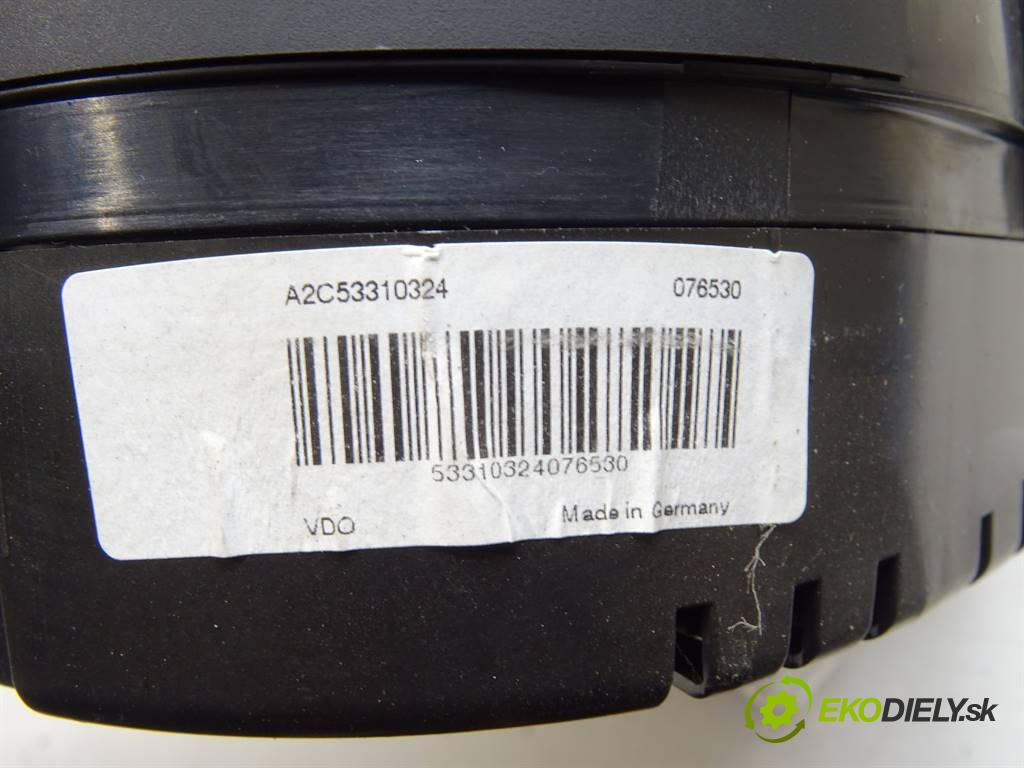 A2C53310324 076530
53310324076530
VDO Made in Germany
EKODIELY.sk